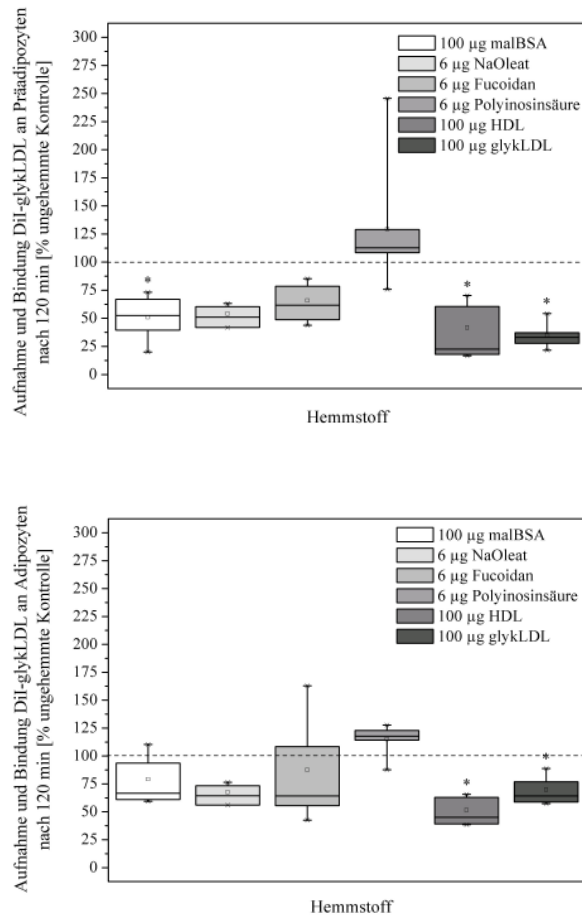 Aufnahme und Bindung DiI-glykLDL an Präadipozyten
nach 120 min [% ungehemmte Kontrolle]
300
275
250
225
200
175
150
125
100
75
50
25
0
100 µg malBSA
6 µg NaOleat
6 µg Fucoidan
6 µg Polyinosinsäure
100 µg HDL
100 µg glykLDL
*
*
*
Hemmstoff
Aufnahme und Bindung DiI-glykLDL an Adipozyten
nach 120 min [% ungehemmte Kontrolle]
300
275
250
225
200
175
150
125
100
75
50
25
0
100 µg malBSA
6 µg NaOleat
6 µg Fucoidan
6 µg Polyinosinsäure
100 µg HDL
100 µg glykLDL
*
*
Hemmstoff